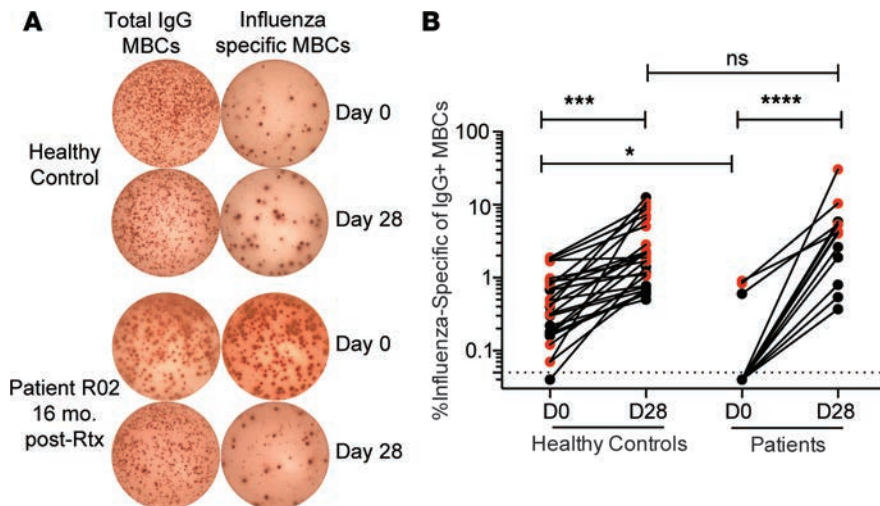 A
Total IgG
MBCs
Influenza
specific MBCs
Healthy
Control
Day 0
Day 28
Patient R02
16 mo.
post-Rtx
Day 0
Day 28
B
ns
***
****
*
%Influenza-Specific of IgG+ MBCs
100
10
1
0.1
D0
D28
D0
D28
Healthy Controls
Patients